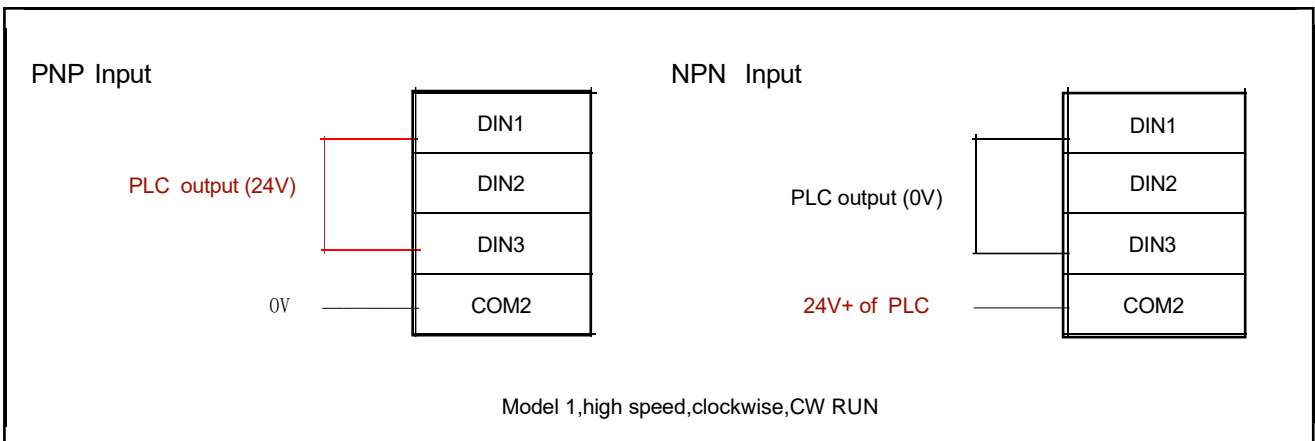 PNP Input
DIN1
DIN2
DIN3
COM2
PLC output (24V)
0V
NPN Input
DIN1
DIN2
DIN3
COM2
PLC output (0V)
24V+ of PLC
Model 1,high speed,clockwise,CW RUN